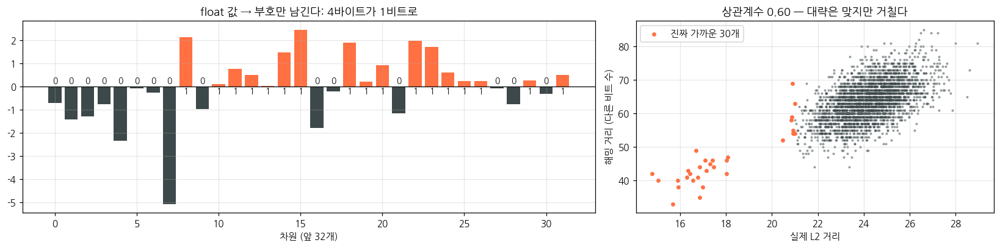 float 값 → 부호만 남긴다: 4바이트가 1비트로
2
1
0
-1
-2
-3
-4
-5
0 0 0 0 0 0 0 0 0 0 0 0 0 0 0
1 1 1 1 1 1 1 1 1 1 1 1 1 1 1 1 1
0 5 10 15 20 25 30
차원 (앞 32개)
상관계수 0.60 — 대략은 맞지만 거칠다
진짜 가까운 30개
해밍 거리 (다른 비트 수)
80
70
60
50
40
16 18 20 22 24 26 28
실제 L2 거리